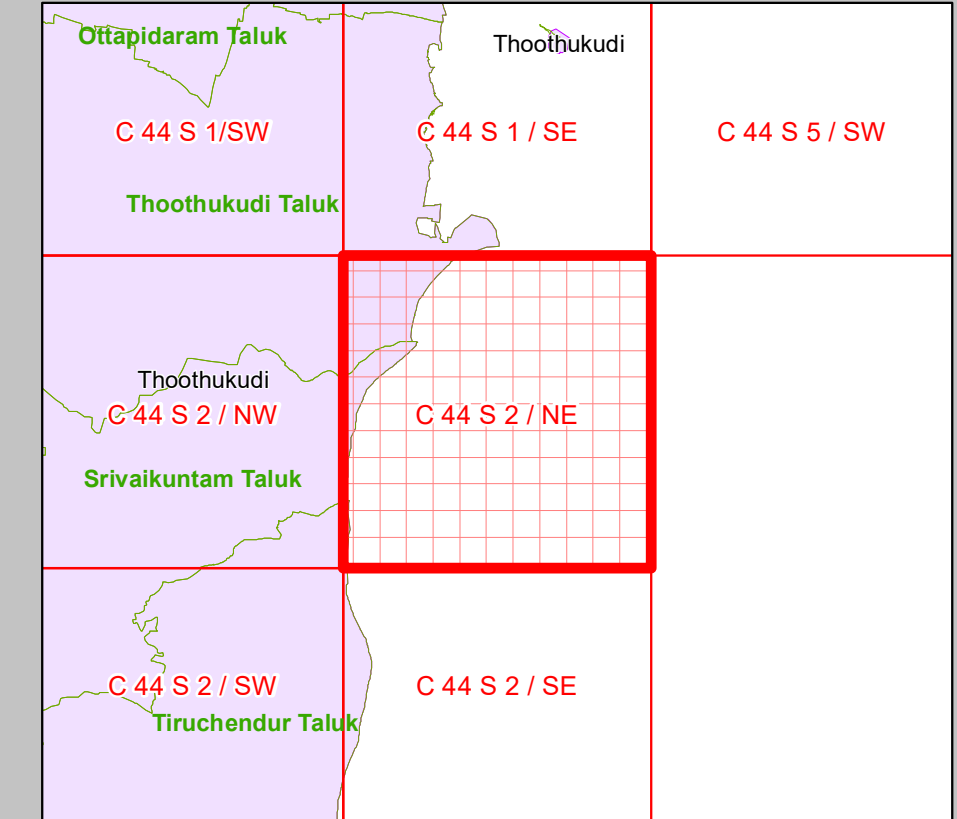 Ottapidaram Taluk
Thoothukudi
C 44 S 1/SW
C 44 S 1 / SE
C 44 S 5 / SW
Thoothukudi Taluk
Thoothukudi
C 44 S 2 / NW
C 44 S 2 / NE
Srivaikuntam Taluk
C 44 S 2 / SW
C 44 S 2 / SE
Tiruchendur Taluk